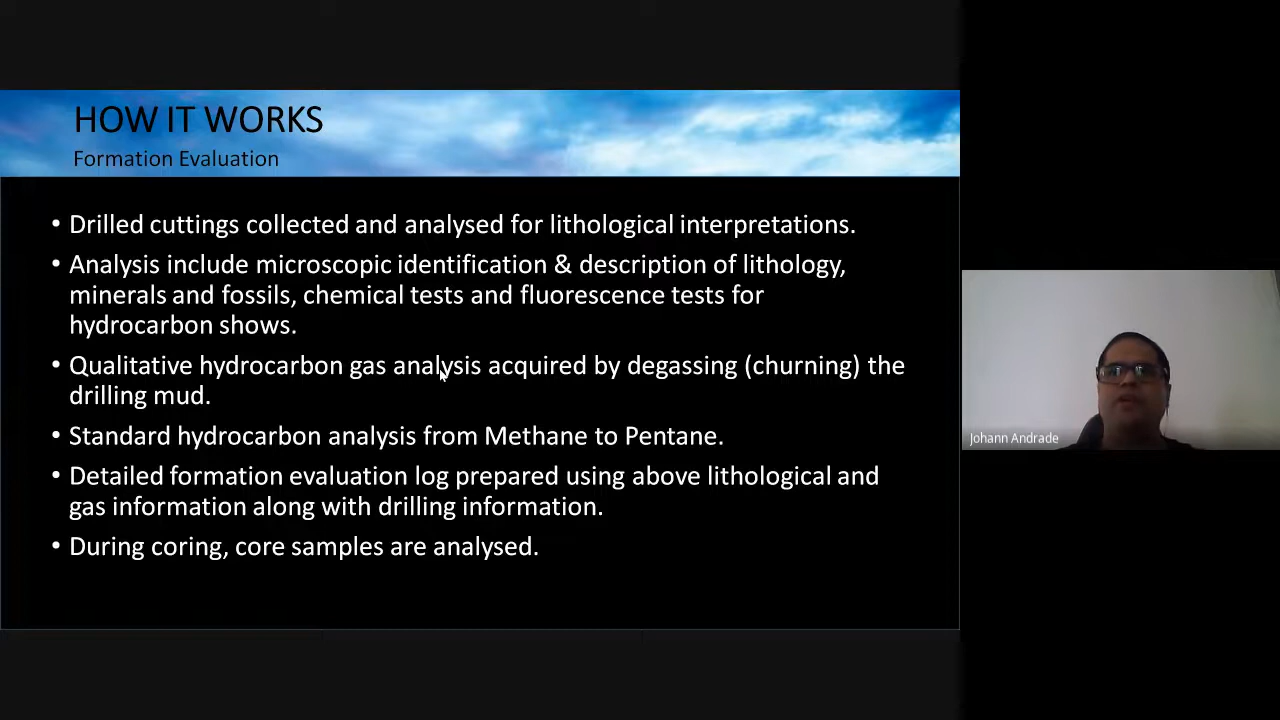 HOW IT WORKS
Formation Evaluation
• Drilled cuttings collected and analysed for lithological interpretations.
• Analysis include microscopic identification & description of lithology,
minerals and fossils, chemical tests and fluorescence tests for
hydrocarbon shows.
• Qualitative hydrocarbon gas analysis acquired by degassing (churning) the
drilling mud.
• Standard hydrocarbon analysis from Methane to Pentane.
• Detailed formation evaluation log prepared using above lithological and
gas information along with drilling information.
• During coring, core samples are analysed.
Johann Andrade